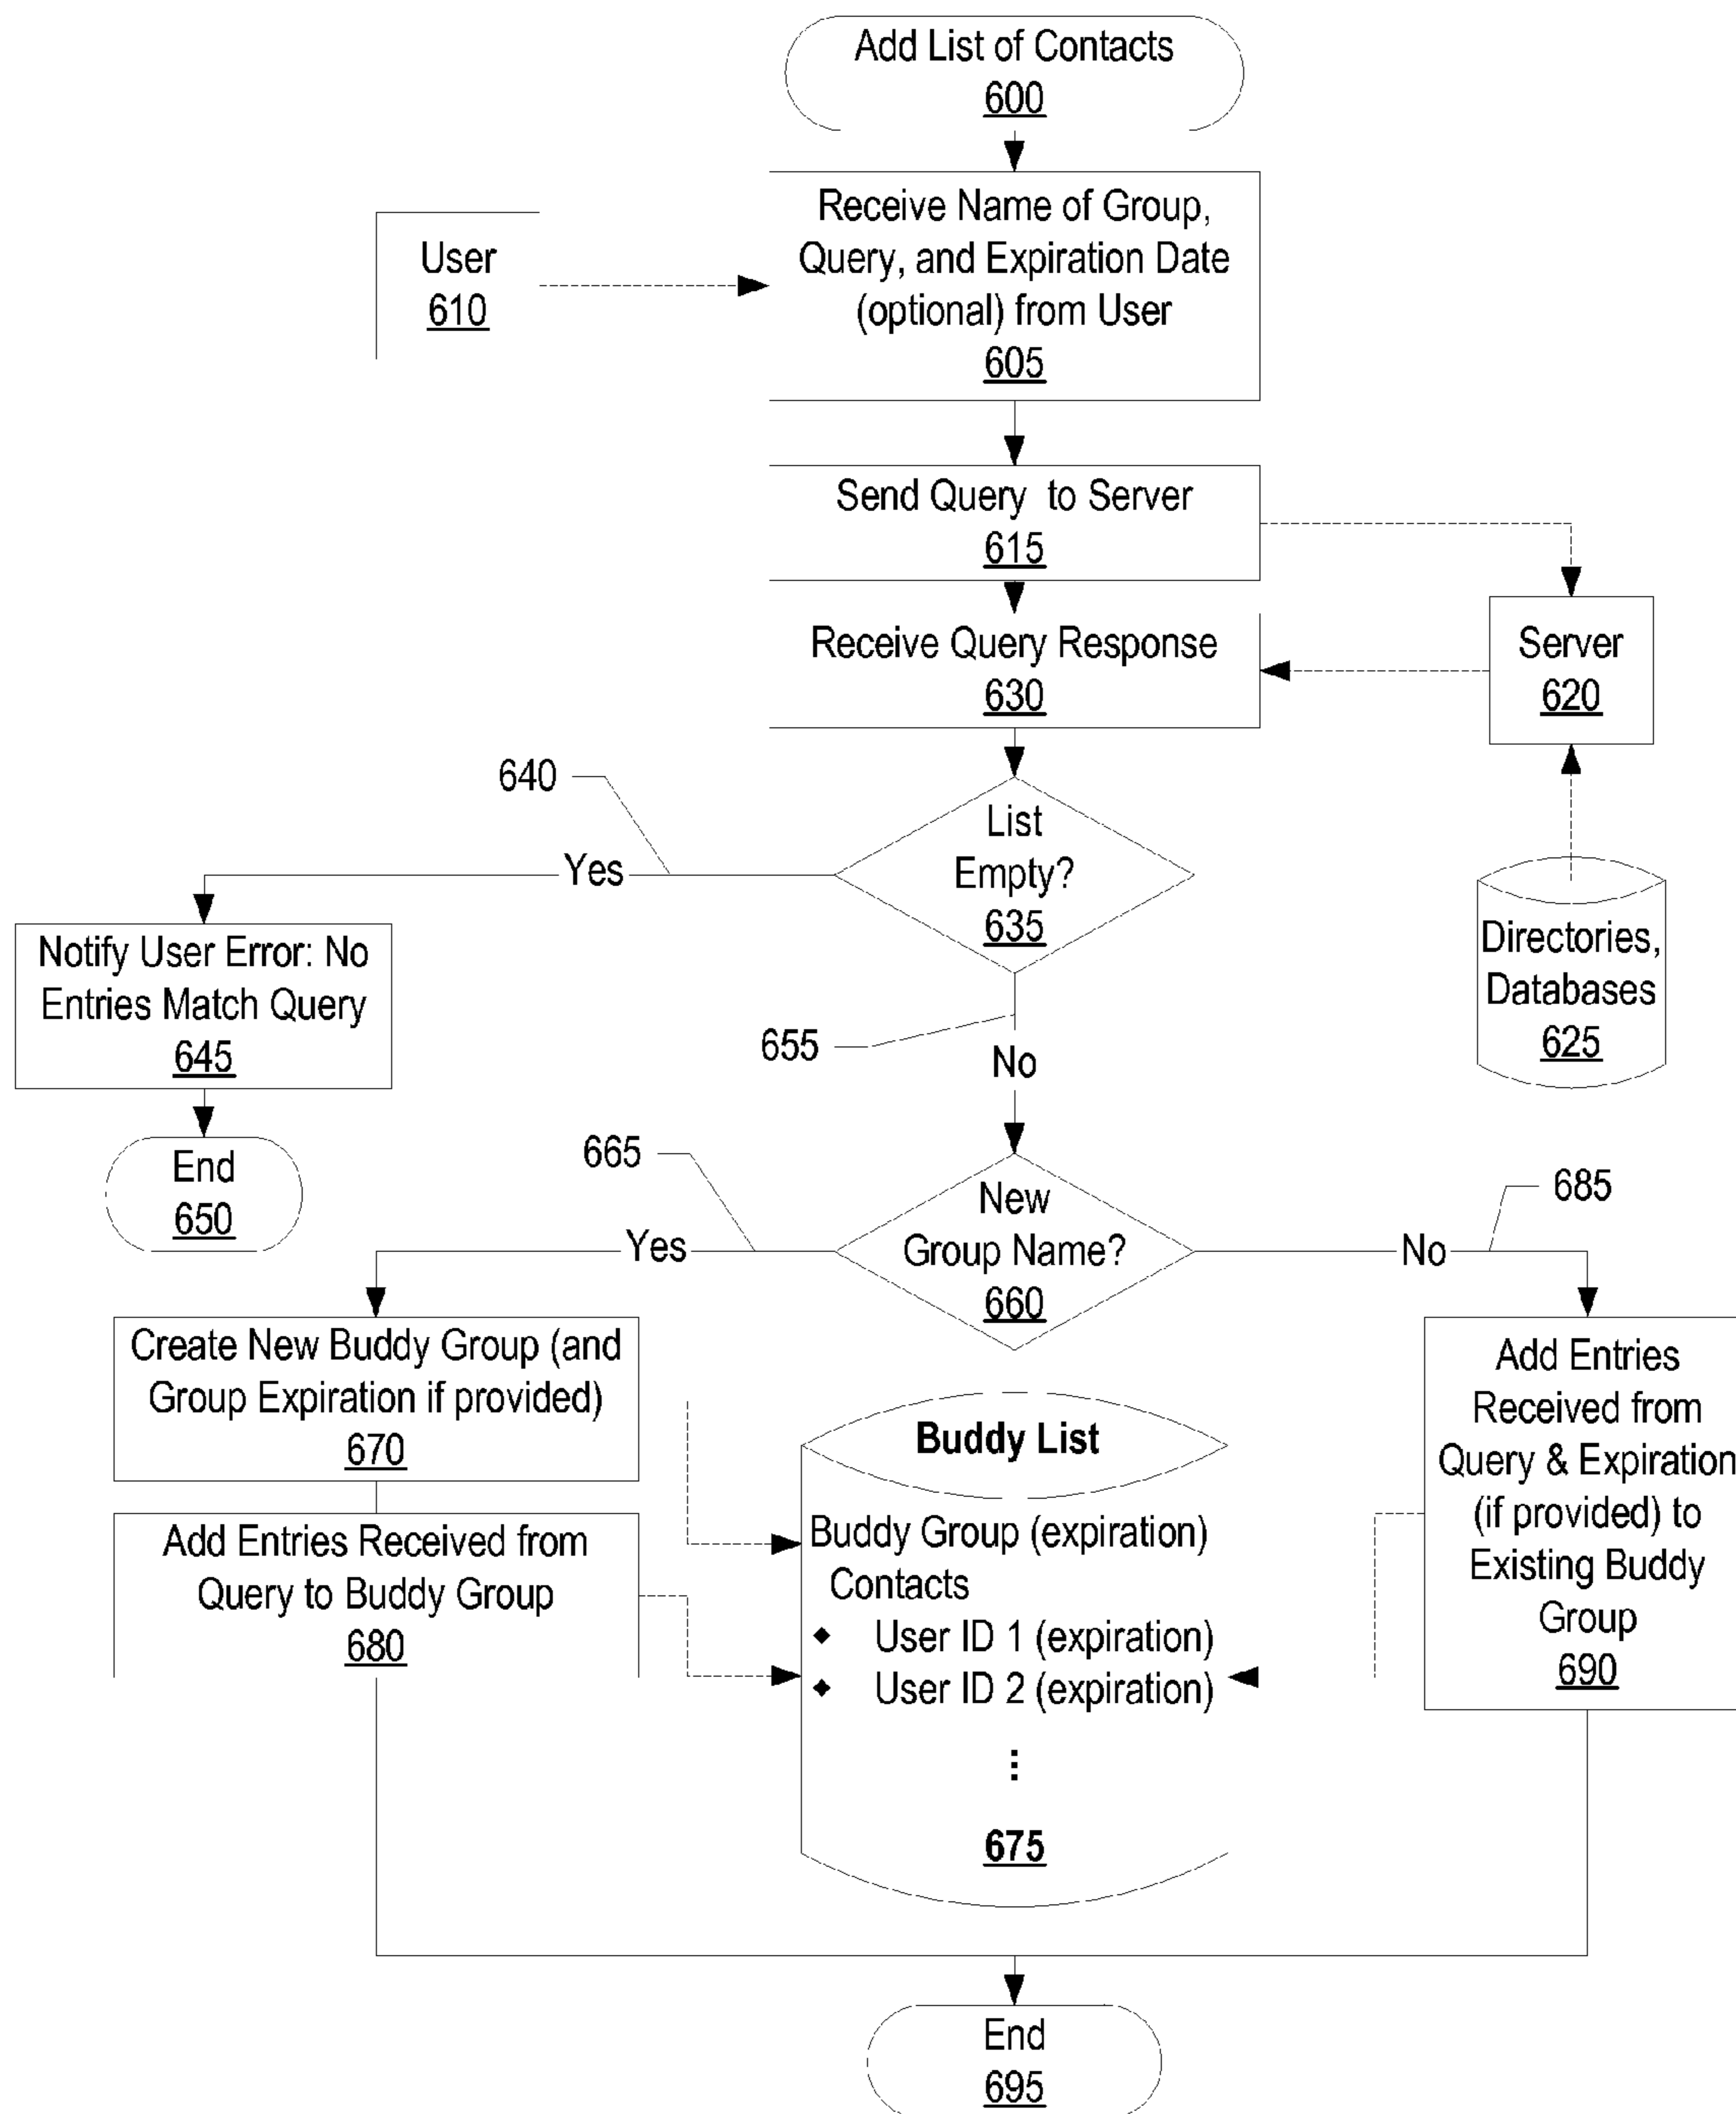 Add List of Contacts
600
Receive Name of Group,
Query, and Expiration Date
(optional) from User
605
User
610
Send Query to Server
615
Receive Query Response
630
Server
620
640
List
Empty?
635
Yes
Directories,
Databases
625
Notify User Error: No
Entries Match Query
645
655
No
End
650
665
New
Group Name?
660
685
Yes
No
Create New Buddy Group (and
Group Expiration if provided)
670
Add Entries Received from
Query to Buddy Group
680
Buddy List
Buddy Group (expiration)
Contacts
◆ User ID 1 (expiration)
◆ User ID 2 (expiration)
⋮
675
Add Entries
Received from
Query & Expiration
(if provided) to
Existing Buddy
Group
690
End
695